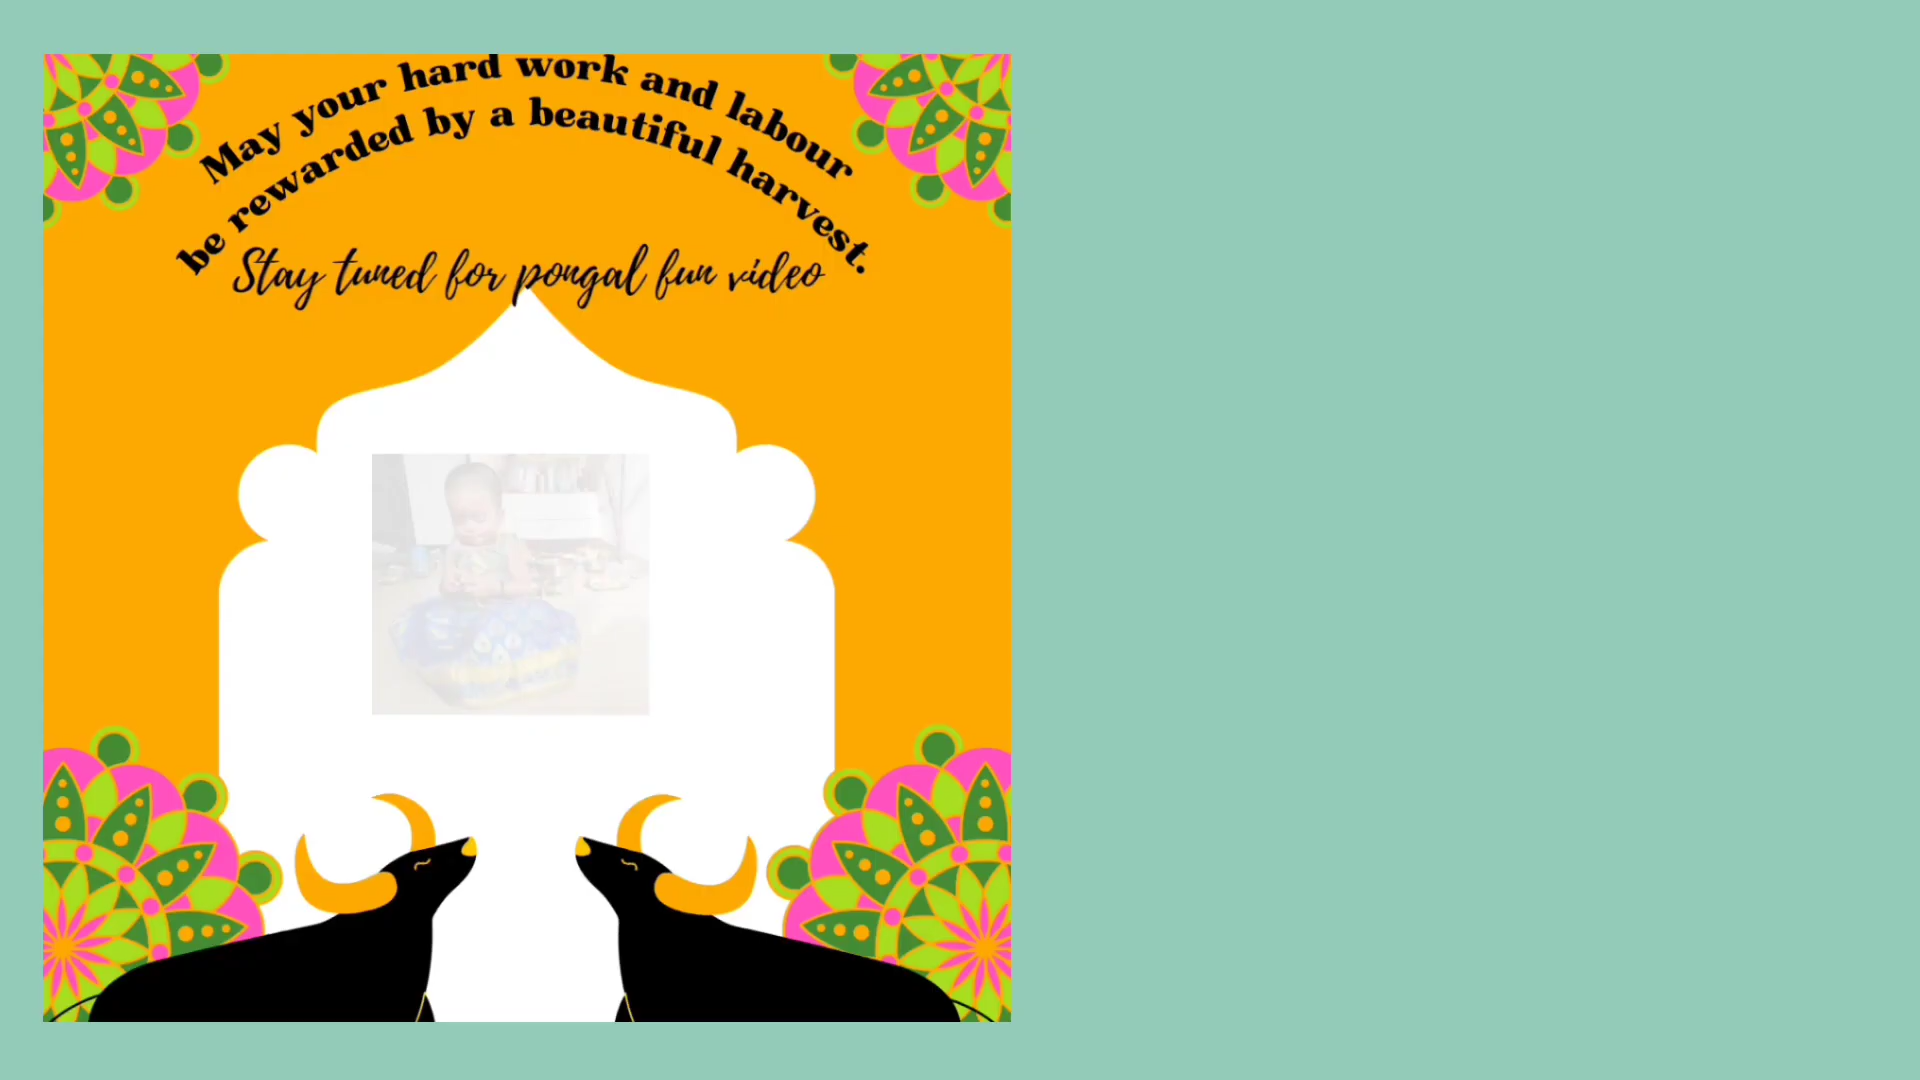 May your hard work and labour
be rewarded by a beautiful harvest.
Stay tuned for pongal fun video